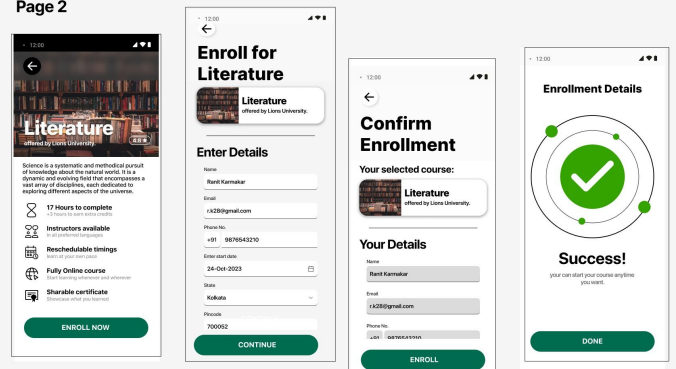 Page 2
12:00
Literature
offered by Lions University.
4.8 ★
Science is a systematic and methodical pursuit
of knowledge about the natural world. It is a
dynamic and evolving field that encompasses a
vast array of disciplines, each dedicated to
exploring different aspects of the universe.
17 Hours to complete
+3 hours to earn extra credits
Instructors available
in all preferred languages
Reschedulable timings
learn at your own pace
Fully Online course
Start learning whenever and wherever
Sharable certificate
Showcase what you learned
ENROLL NOW
12:00
Enroll for
Literature
Literature
offered by Lions University.
Enter Details
Name
Ranit Karmakar
Email
r.k28@gmail.com
Phone No.
+91 9876543210
Enter start date
24-Oct-2023
State
Kolkata
Pincode
700052
CONTINUE
12:00
Confirm
Enrollment
Your selected course:
Literature
offered by Lions University.
Your Details
Name
Ranit Karmakar
Email
r.k28@gmail.com
Phone No.
+91 9876543210
ENROLL
12:00
Enrollment Details
Success!
your can start your course anytime
you want.
DONE